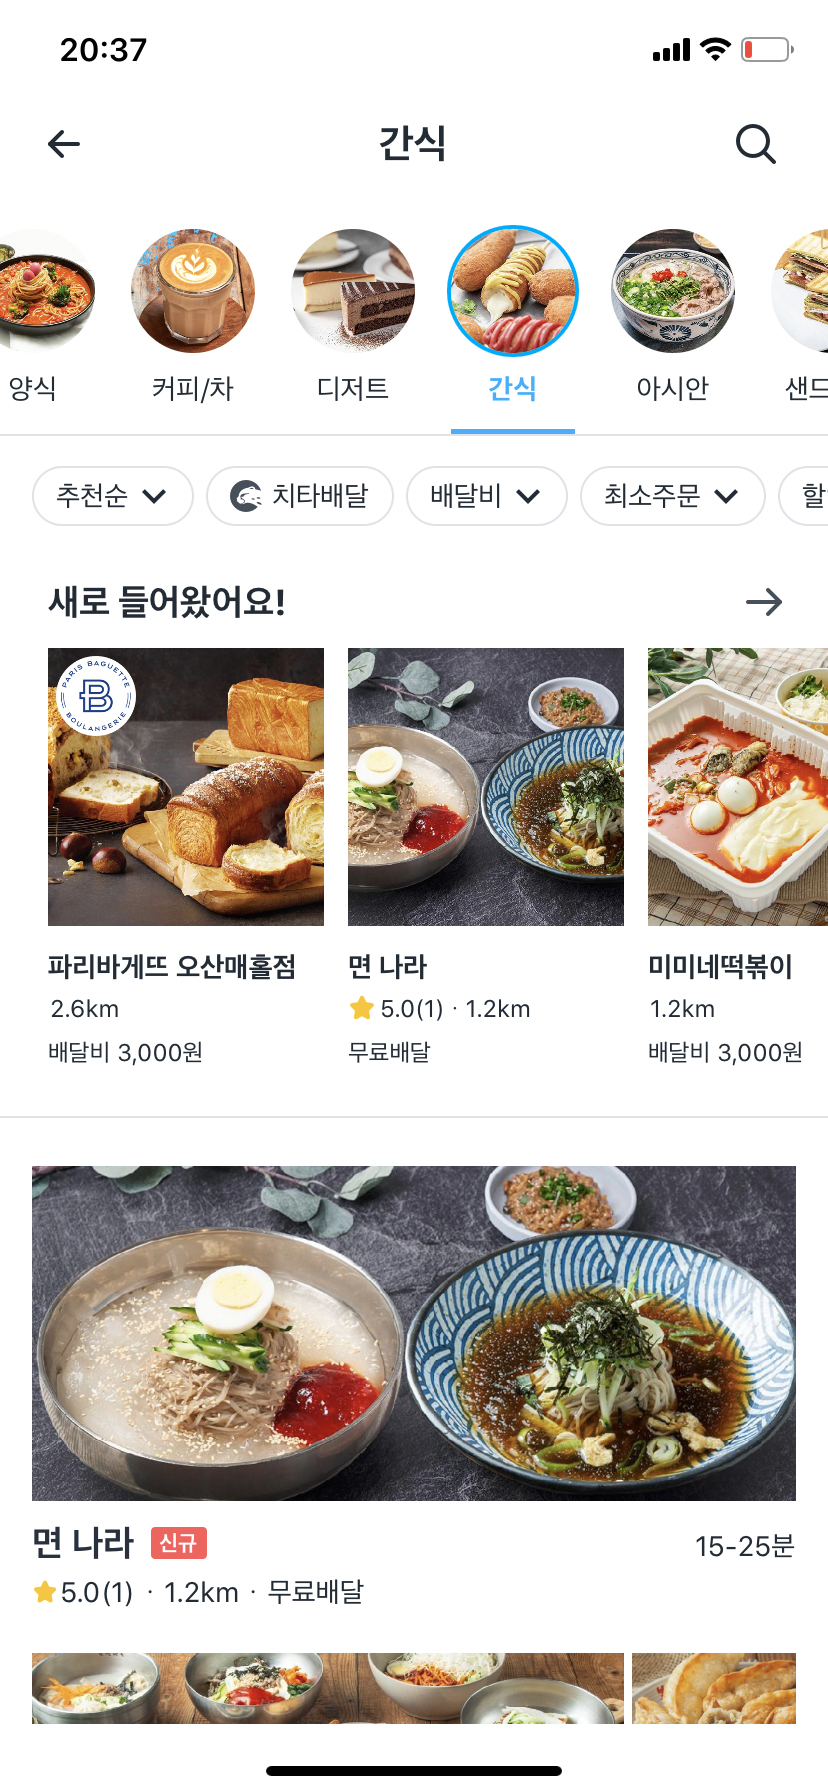 20:37
간식
양식
커피/차
디저트
간식
아시안
샌드
추천순
치타배달
배달비
최소주문
할
새로 들어왔어요!
PARIS BAGUETTE
B
BOULANGERIE
파리바게뜨 오산매홀점
면 나라
미미네떡볶이
2.6km
5.0(1) · 1.2km
1.2km
배달비 3,000원
무료배달
배달비 3,000원
면 나라 신규
15-25분
5.0(1) · 1.2km · 무료배달